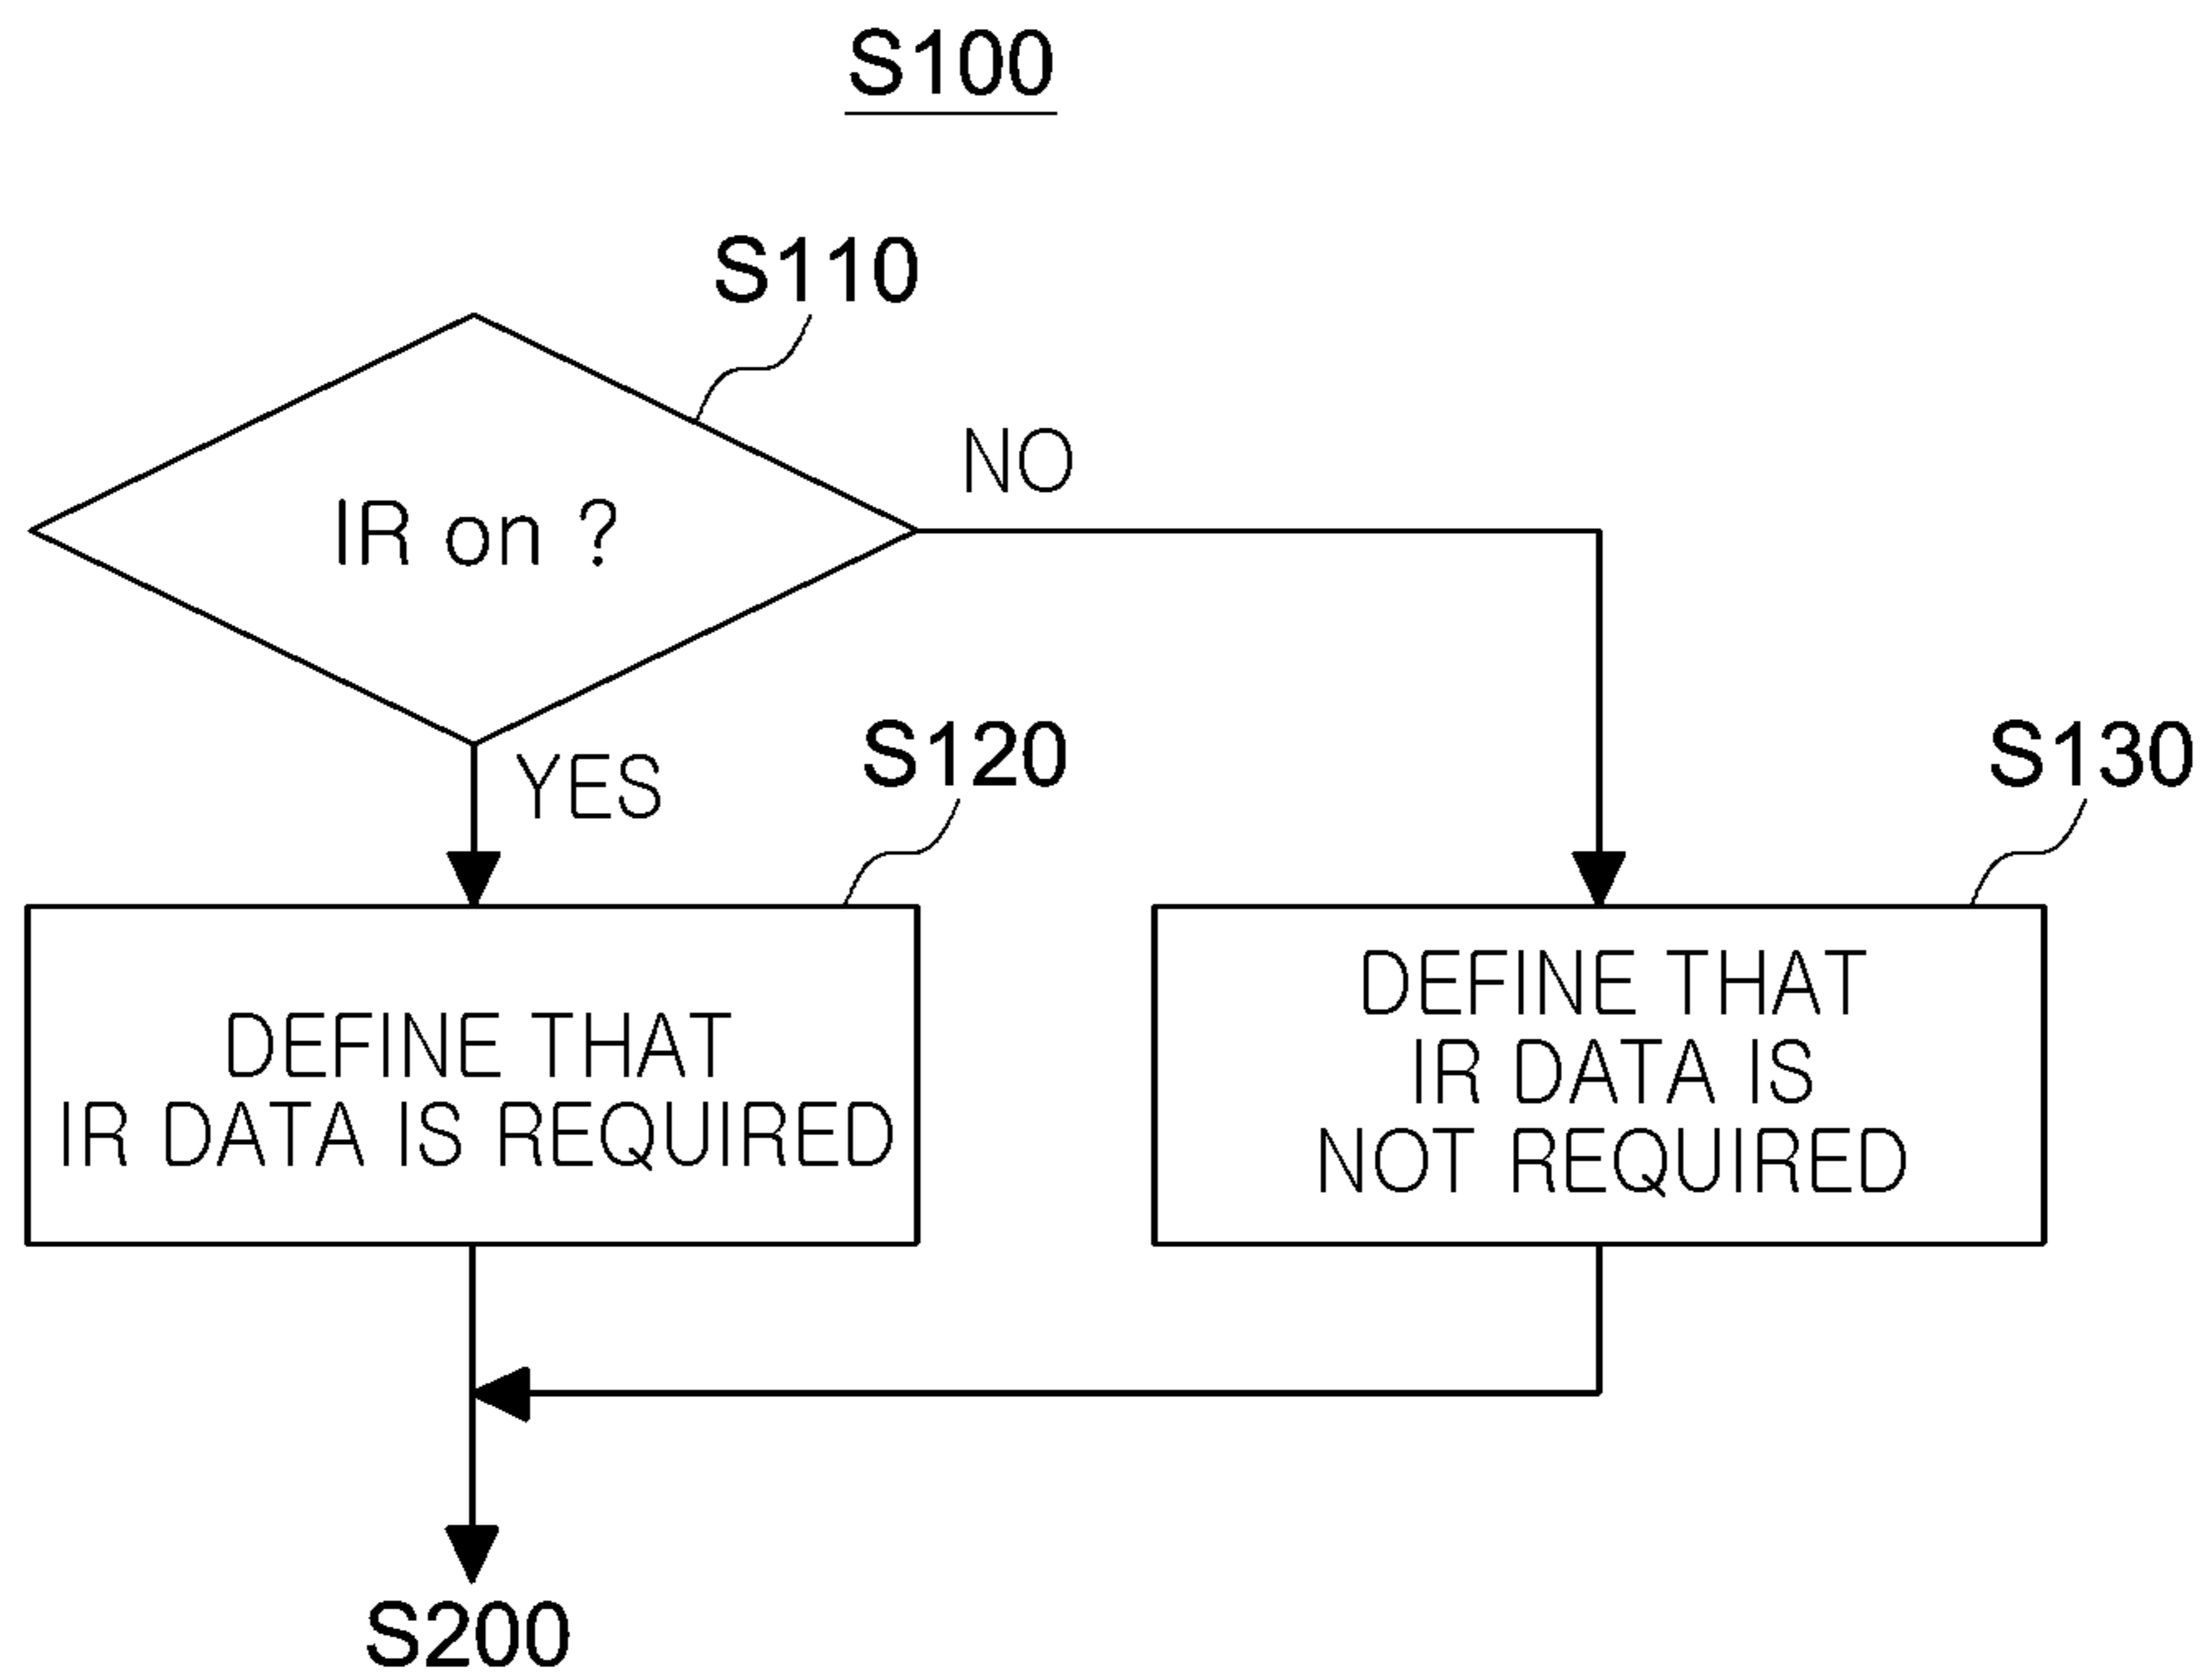 S100
S110
NO
IR on ?
YES
S120
S130
DEFINE THAT
IR DATA IS REQUIRED
DEFINE THAT
IR DATA IS
NOT REQUIRED
S200